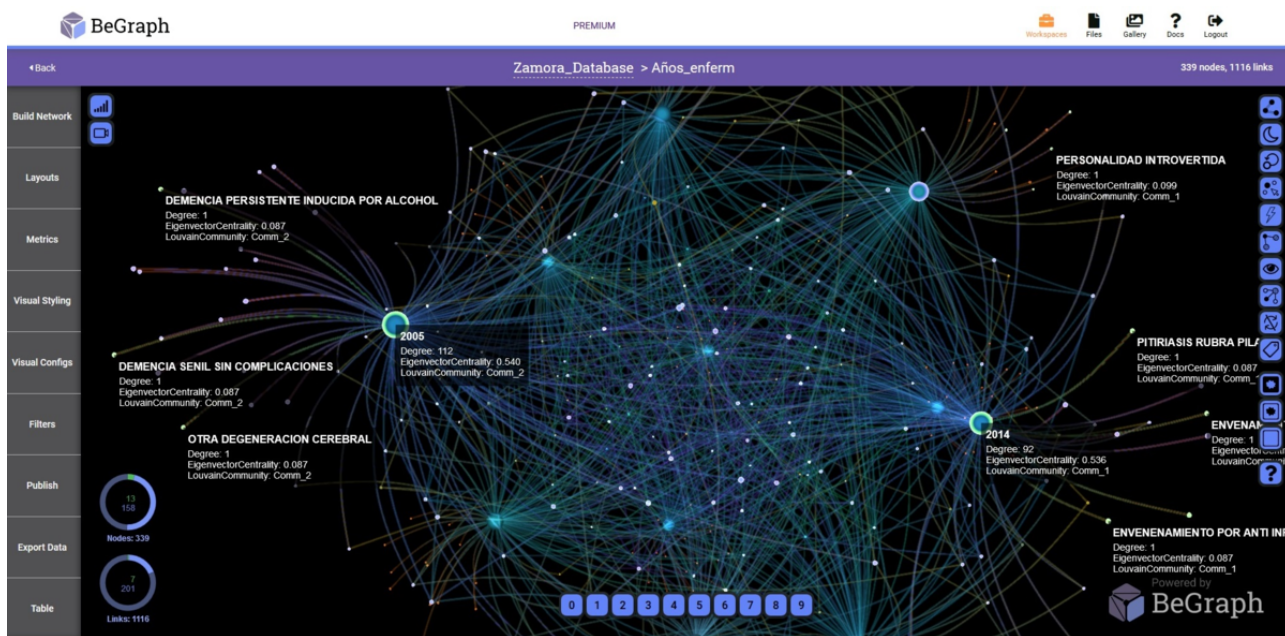 BeGraph
PREMIUM
Workspaces
Files
Gallery
Docs
Logout
Back
Zamora_Database > Años_enferm
339 nodes, 1116 links
Build Network
Layouts
Metrics
Visual Styling
Visual Configs
Filters
Publish
Export Data
Table
PERSONALIDAD INTROVERTIDA
Degree: 1
EigenvectorCentrality: 0.099
LouvainCommunity: Comm_1
DEMENCIA PERSISTENTE INDUCIDA POR ALCOHOL
Degree: 1
EigenvectorCentrality: 0.087
LouvainCommunity: Comm_2
2005
Degree: 112
EigenvectorCentrality: 0.540
LouvainCommunity: Comm_2
DEMENCIA SENIL SIN COMPLICACIONES
Degree: 1
EigenvectorCentrality: 0.087
LouvainCommunity: Comm_2
PITIRIASIS RUBRA PILA
Degree: 1
EigenvectorCentrality: 0.087
LouvainCommunity: Comm_
OTRA DEGENERACION CEREBRAL
Degree: 1
EigenvectorCentrality: 0.087
LouvainCommunity: Comm_2
2014
Degree: 92
EigenvectorCentrality: 0.536
LouvainCommunity: Comm_1
Degree: 1
13
158
Nodes: 339
ENVENENAMIENTO POR ANTI
Degree: 1
EigenvectorCentrality: 0.087
LouvainCommunity: Comm_1
7
201
Links: 1116
0 1 2 3 4 5 6 7 8 9
Powered by
BeGraph